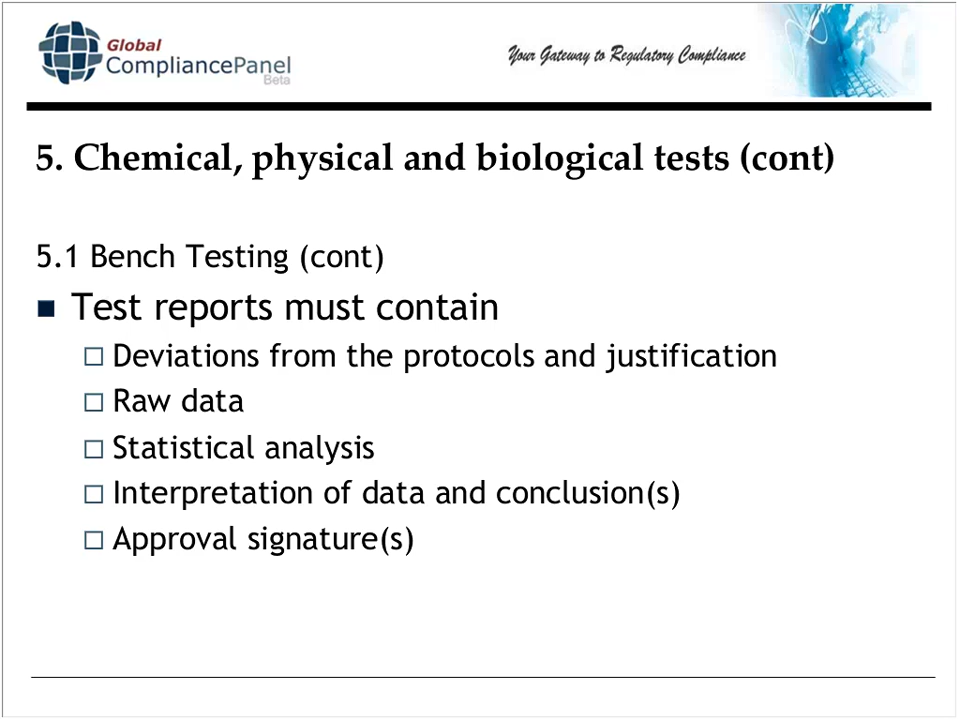 Global
CompliancePanel
Beta
Your Gateway to Regulatory Compliance
5. Chemical, physical and biological tests (cont)
5.1 Bench Testing (cont)
Test reports must contain
Deviations from the protocols and justification
Raw data
Statistical analysis
Interpretation of data and conclusion(s)
Approval signature(s)